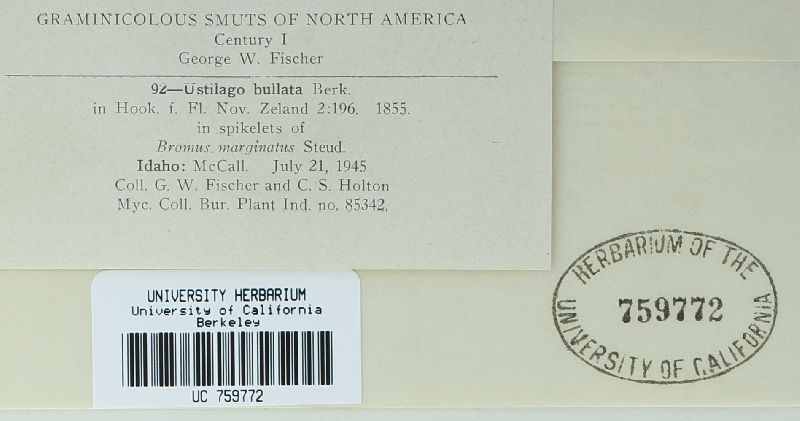 GRAMINICOLOUS SMUTS OF NORTH AMERICA
Century I
George W. Fischer
92—Ustilago bullata Berk.
in Hook. f. Fl. Nov. Zeland 2:196. 1855.
in spikelets of
Bromus marginatus Steud.
Idaho: McCall. July 21, 1945
Coll. G. W. Fischer and C. S. Holton
Myc. Coll. Bur. Plant Ind. no. 85342.
HERBARIUM OF THE
759772
UNIVERSITY OF CALIFORNIA
UNIVERSITY HERBARIUM
University of California
Berkeley
UC 759772